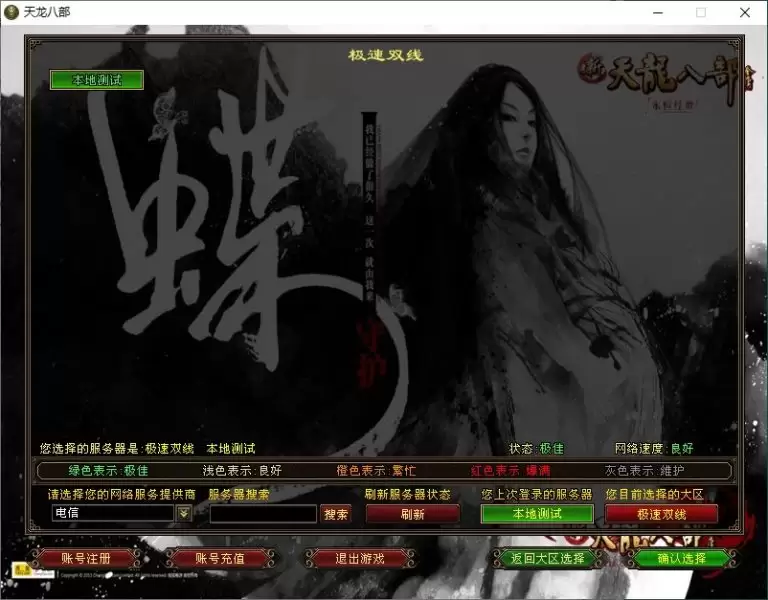 天龙八部
极速双线
本地测试
新天龍八部
蝶
我已经输了很久 这一次 就由我来
守护
您选择的服务器是:极速双线 本地测试
状态:极佳 网络速度:良好
绿色表示:极佳 浅色表示:良好 橙色表示:繁忙 红色表示 爆满 灰色表示:维护
请选择您的网络服务提供商 服务器搜索 刷新服务器状态 您上次登录的服务器 您目前选择的大区
电信 搜索 刷新 本地测试 极速双线
账号注册 账号充值 退出游戏 返回大区选择 确认选择